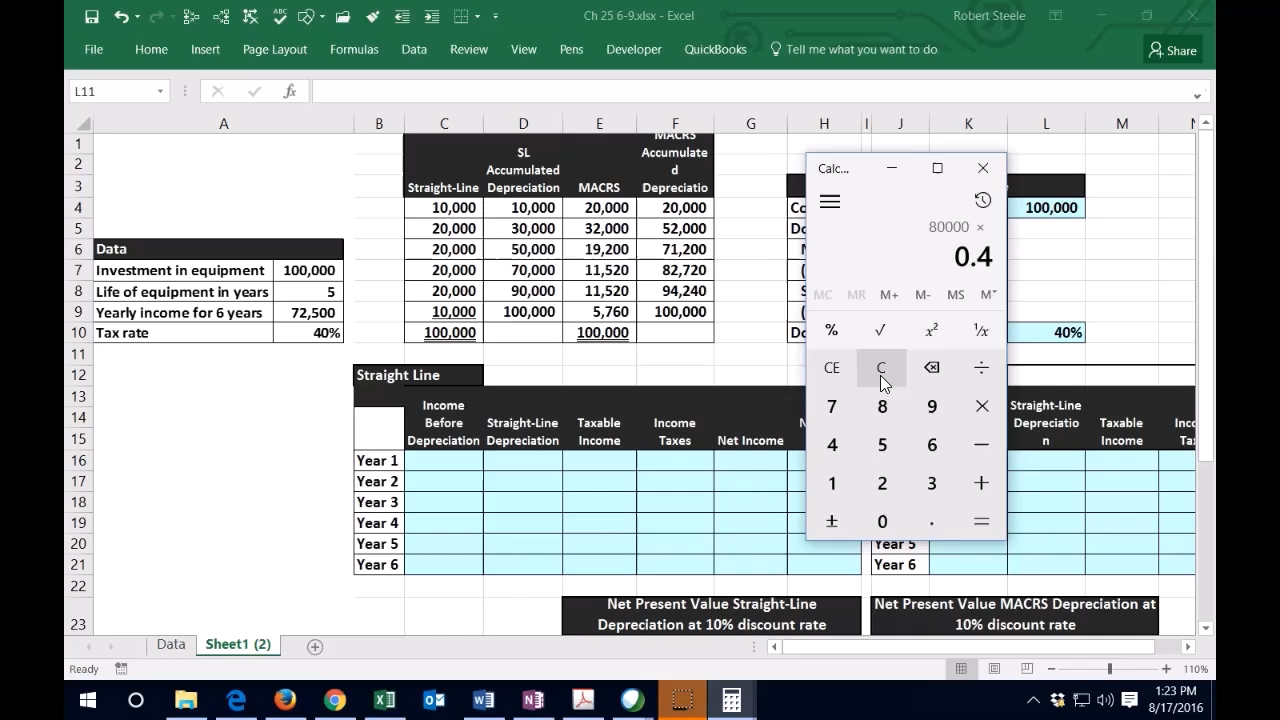 Ch 25 6-9.xlsx - Excel
Robert Steele
File Home Insert Page Layout Formulas Data Review View Pens Developer QuickBooks Tell me what you want to do Share
L11 fx
A B C D E F G H I J K L M N
1 2 3 4 5 6 7 8 9 10 11 12 13 14 15 16 17 18 19 20 21 22 23
Data
Investment in equipment 100,000
Life of equipment in years 5
Yearly income for 6 years 72,500
Tax rate 40%
Straight-Line
SL
Accumulated
Depreciation
MACRS
MACRS
Accumulate
d
Depreciatio
10,000 10,000 20,000 20,000
20,000 30,000 32,000 52,000
20,000 50,000 19,200 71,200
20,000 70,000 11,520 82,720
20,000 90,000 11,520 94,240
10,000 100,000 5,760 100,000
100,000 100,000
100,000
40%
Calc...
80000 ×
0.4
MC MR M+ M- MS M˅
% √ x² ¹/x
CE C ⌫ ÷
7 8 9 ×
4 5 6 −
1 2 3 +
± 0 . =
Straight Line
Income
Before
Depreciation
Straight-Line
Depreciation
Taxable
Income
Income
Taxes
Net Income
Straight-Line
Depreciatio
n
Taxable
Income
Year 1
Year 2
Year 3
Year 4
Year 5
Year 6
Year 5
Year 6
Net Present Value Straight-Line
Depreciation at 10% discount rate
Net Present Value MACRS Depreciation at
10% discount rate
Data Sheet1 (2)
Ready
110%
1:23 PM
8/17/2016